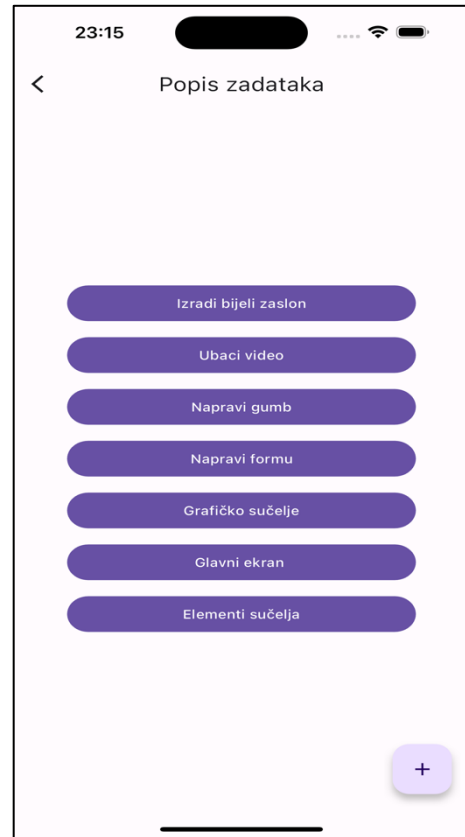 23:15
Popis zadataka
Izradi bijeli zaslon
Ubaci video
Napravi gumb
Napravi formu
Grafičko sučelje
Glavni ekran
Elementi sučelja
+